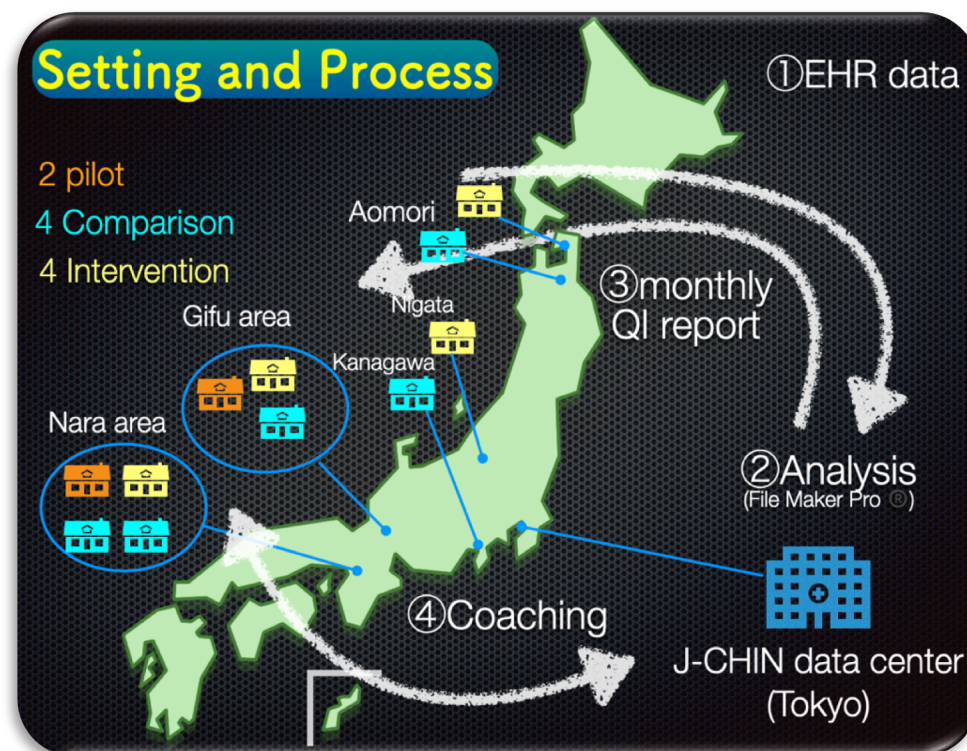 Setting and Process
①EHR data
2 pilot
4 Comparison
4 Intervention
Aomori
③monthly
QI report
Nigata
Gifu area
Kanagawa
Nara area
②Analysis
(File Maker Pro ®)
④Coaching
J-CHIN data center
(Tokyo)